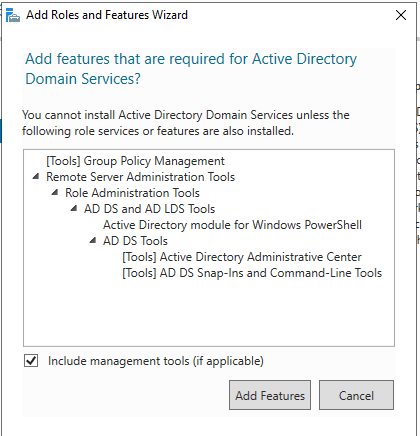 Add Roles and Features Wizard
Add features that are required for Active Directory
Domain Services?
You cannot install Active Directory Domain Services unless the
following role services or features are also installed.
[Tools] Group Policy Management
Remote Server Administration Tools
Role Administration Tools
AD DS and AD LDS Tools
Active Directory module for Windows PowerShell
AD DS Tools
[Tools] Active Directory Administrative Center
[Tools] AD DS Snap-Ins and Command-Line Tools
Include management tools (if applicable)
Add Features
Cancel